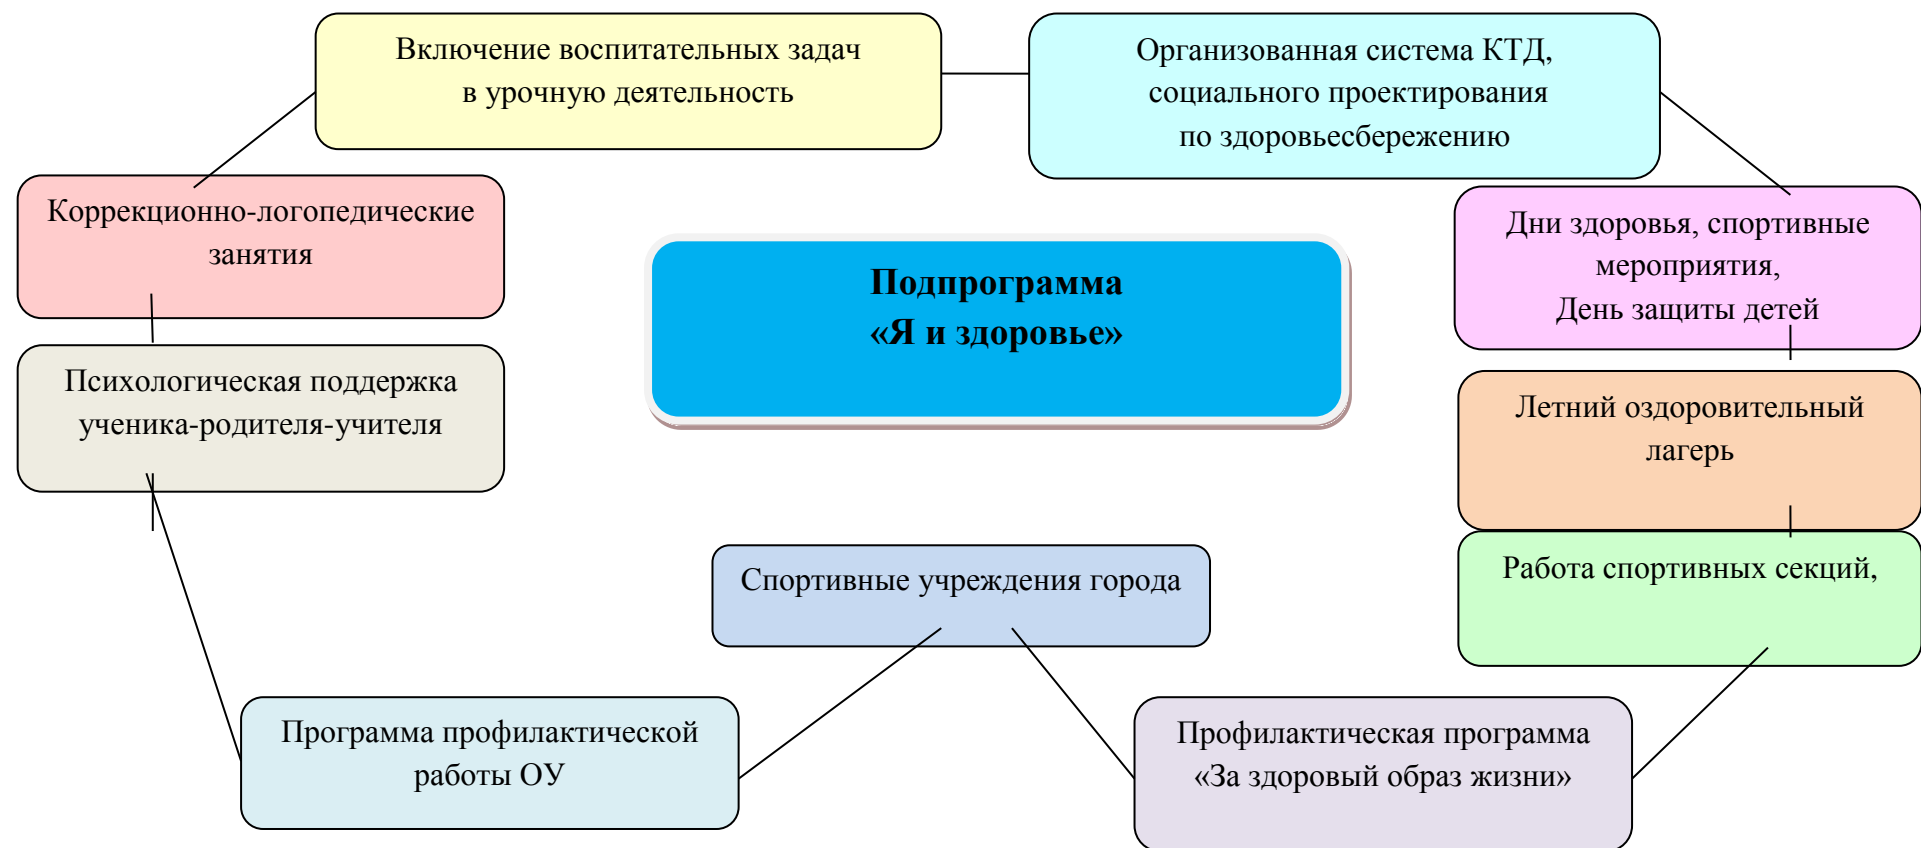 Включение воспитательных задач
в урочную деятельность
Организованная система КТД,
социального проектирования
по здоровьесбережению
Коррекционно-логопедические
занятия
Дни здоровья, спортивные
мероприятия,
День защиты детей
Подпрограмма
«Я и здоровье»
Психологическая поддержка
ученика-родителя-учителя
Летний оздоровительный
лагерь
Спортивные учреждения города
Работа спортивных секций,
Программа профилактической
работы ОУ
Профилактическая программа
«За здоровый образ жизни»